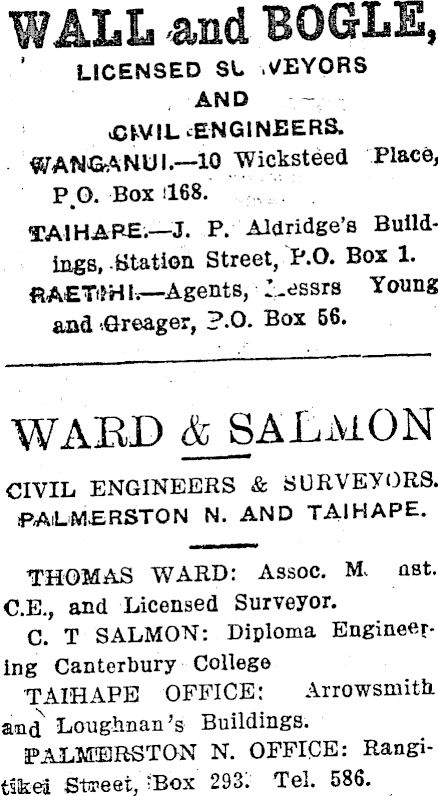 WALL and BOGLE,
LICENSED
AND
CIVIL ENGINEERS.
WANGANUI.—10 Wicksteed Place,
P.O. Box 168.
TAIHAPE.—J. P. Aldridge's Build-
ings, Station Street, P.O. Box 1.
RAETIHI.—Agents, Young
and Greager, P.O. Box 56.
WARD & SALMON
CIVIL ENGINEERS & SURVEYORS.
PALMERSTON N. AND TAIHAPE.
THOMAS WARD: Assoc. M.
C.E., and Licensed Surveyor.
C. T SALMON: Diploma Engineer-
ing Canterbury College
TAIHAPE OFFICE: Arrowsmith
and Loughnan's Buildings.
PALMERSTON N. OFFICE: Rangi-
tikei Street, Box 293. Tel. 586.